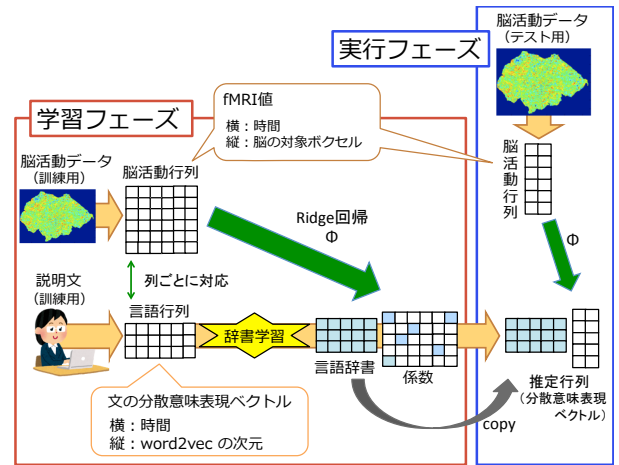 実行フェーズ
脳活動データ
(テスト用)
学習フェーズ
fMRI値
横:時間
縦:脳の対象ボクセル
脳活動データ
(訓練用)
脳活動行列
脳活動行列
Ridge回帰
Φ
Φ
説明文
(訓練用)
列ごとに対応
言語行列
辞書学習
言語辞書
係数
推定行列
(分散意味表現
ベクトル)
copy
文の分散意味表現ベクトル
横:時間
縦:word2vec の次元